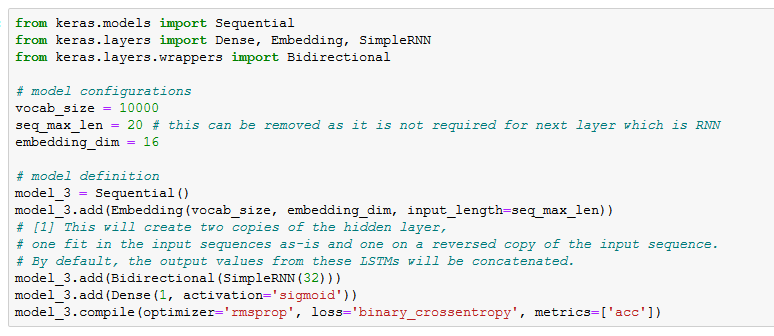 from keras.models import Sequential
from keras.layers import Dense, Embedding, SimpleRNN
from keras.layers.wrappers import Bidirectional
# model configurations
vocab_size = 10000
seq_max_len = 20 # this can be removed as it is not required for next layer which is RNN
embedding_dim = 16
# model definition
model_3 = Sequential()
model_3.add(Embedding(vocab_size, embedding_dim, input_length=seq_max_len))
# [1] This will create two copies of the hidden layer,
# one fit in the input sequences as-is and one on a reversed copy of the input sequence.
# By default, the output values from these LSTMs will be concatenated.
model_3.add(Bidirectional(SimpleRNN(32)))
model_3.add(Dense(1, activation='sigmoid'))
model_3.compile(optimizer='rmsprop', loss='binary_crossentropy', metrics=['acc'])